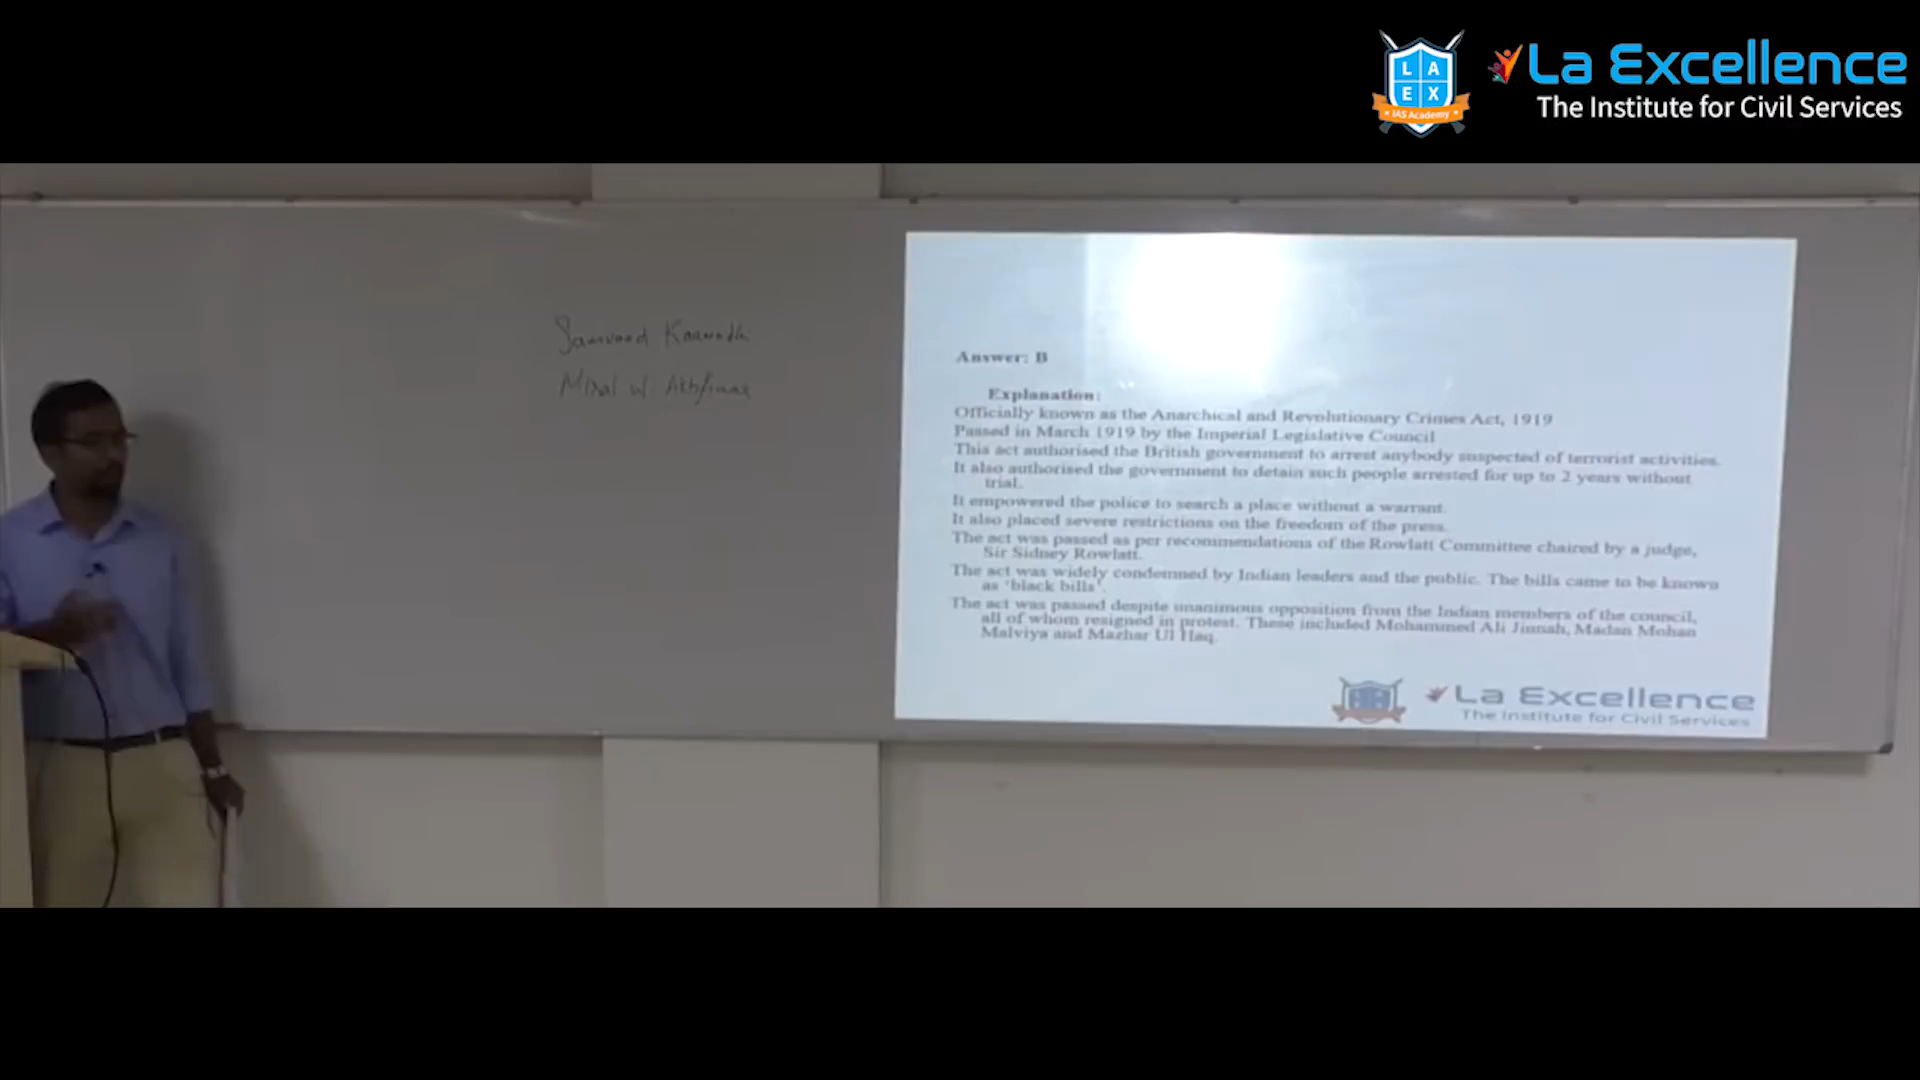 LA
EX
IAS Academy
La Excellence
The Institute for Civil Services
Answer: B
Explanation:
Officially known as the Anarchical and Revolutionary Crimes Act, 1919
Passed in March 1919 by the Imperial Legislative Council
This act authorised the British government to arrest anybody suspected of terrorist activities.
It also authorised the government to detain such people arrested for up to 2 years without
trial.
It empowered the police to search a place without a warrant.
It also placed severe restrictions on the freedom of the press.
The act was passed as per recommendations of the Rowlatt Committee chaired by a judge,
Sir Sidney Rowlatt.
The act was widely condemned by Indian leaders and the public. The bills came to be known
as 'black bills'.
The act was passed despite unanimous opposition from the Indian members of the council,
all of whom resigned in protest. These included Mohammed Ali Jinnah, Madan Mohan
Malviya and Mazhar Ul Haq.
La Excellence
The Institute for Civil Services